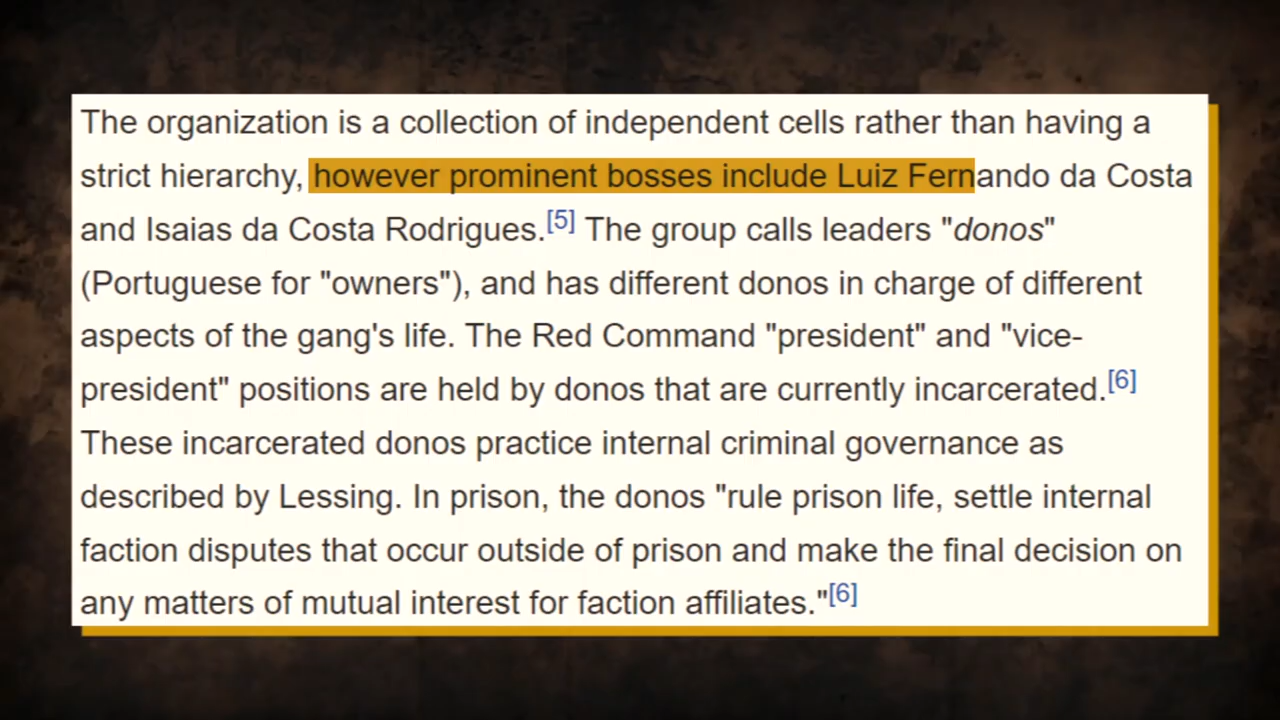 The organization is a collection of independent cells rather than having a
strict hierarchy, however prominent bosses include Luiz Fernando da Costa
and Isaias da Costa Rodrigues.[5] The group calls leaders "donos"
(Portuguese for "owners"), and has different donos in charge of different
aspects of the gang's life. The Red Command "president" and "vice-
president" positions are held by donos that are currently incarcerated.[6]
These incarcerated donos practice internal criminal governance as
described by Lessing. In prison, the donos "rule prison life, settle internal
faction disputes that occur outside of prison and make the final decision on
any matters of mutual interest for faction affiliates."[6]